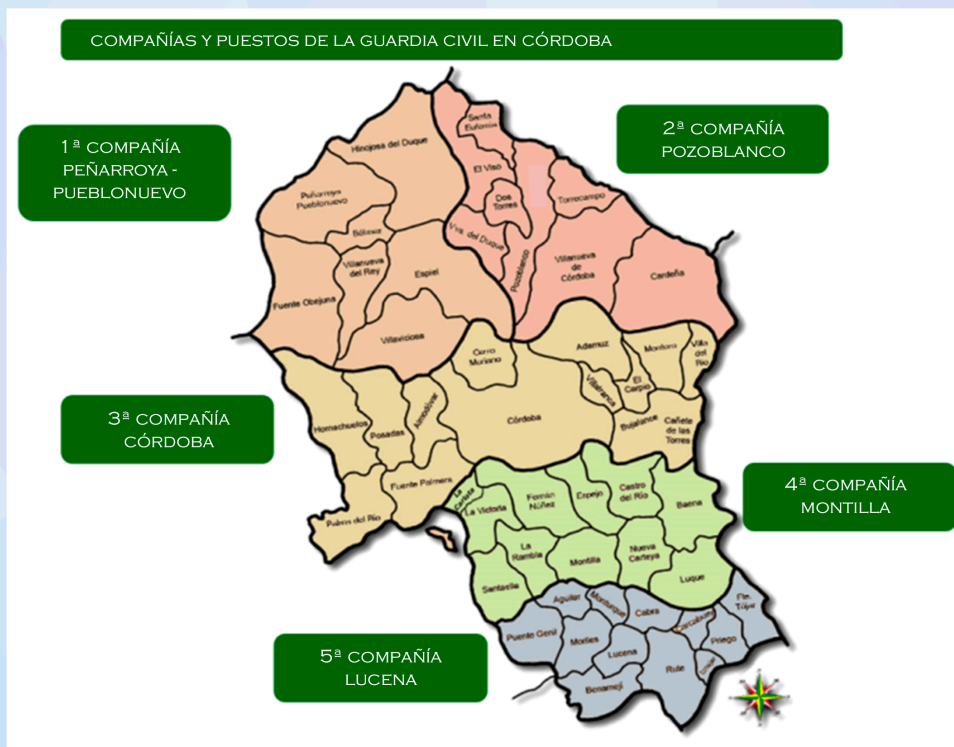 COMPAÑÍAS Y PUESTOS DE LA GUARDIA CIVIL EN CÓRDOBA
1ª COMPAÑÍA
PEÑARROYA -
PUEBLONUEVO
2ª COMPAÑÍA
POZOBLANCO
Santa
Eufemia
Hinojosa del Duque
El Viso
Dos
Torres
Torrecampo
Peñarroya
Pueblonuevo
Bélmez
Vva. del Duque
Pozoblanco
Villanueva
de
Córdoba
Cardeña
Villanueva
del Rey
Espiel
Fuente Obejuna
Villaviciosa
3ª COMPAÑÍA
CÓRDOBA
Cerro
Muriano
Adamuz
Montoro
Villa
del
Río
Villafranca
El
Carpio
Hornachuelos
Posadas
Almodóvar
Córdoba
Bujalance
Cañete
de las
Torres
Fuente Palmera
Palma del Río
4ª COMPAÑÍA
MONTILLA
La
Carlota
La Victoria
Fernán
Núñez
Espejo
Castro
del Río
Baena
La
Rambla
Montilla
Nueva
Carteya
Luque
Santaella
5ª COMPAÑÍA
LUCENA
Aguilar
Monturque
Cabra
Carcabuey
Fte.
Tójar
Puente Genil
Moriles
Lucena
Priego
Rute
Benamejí